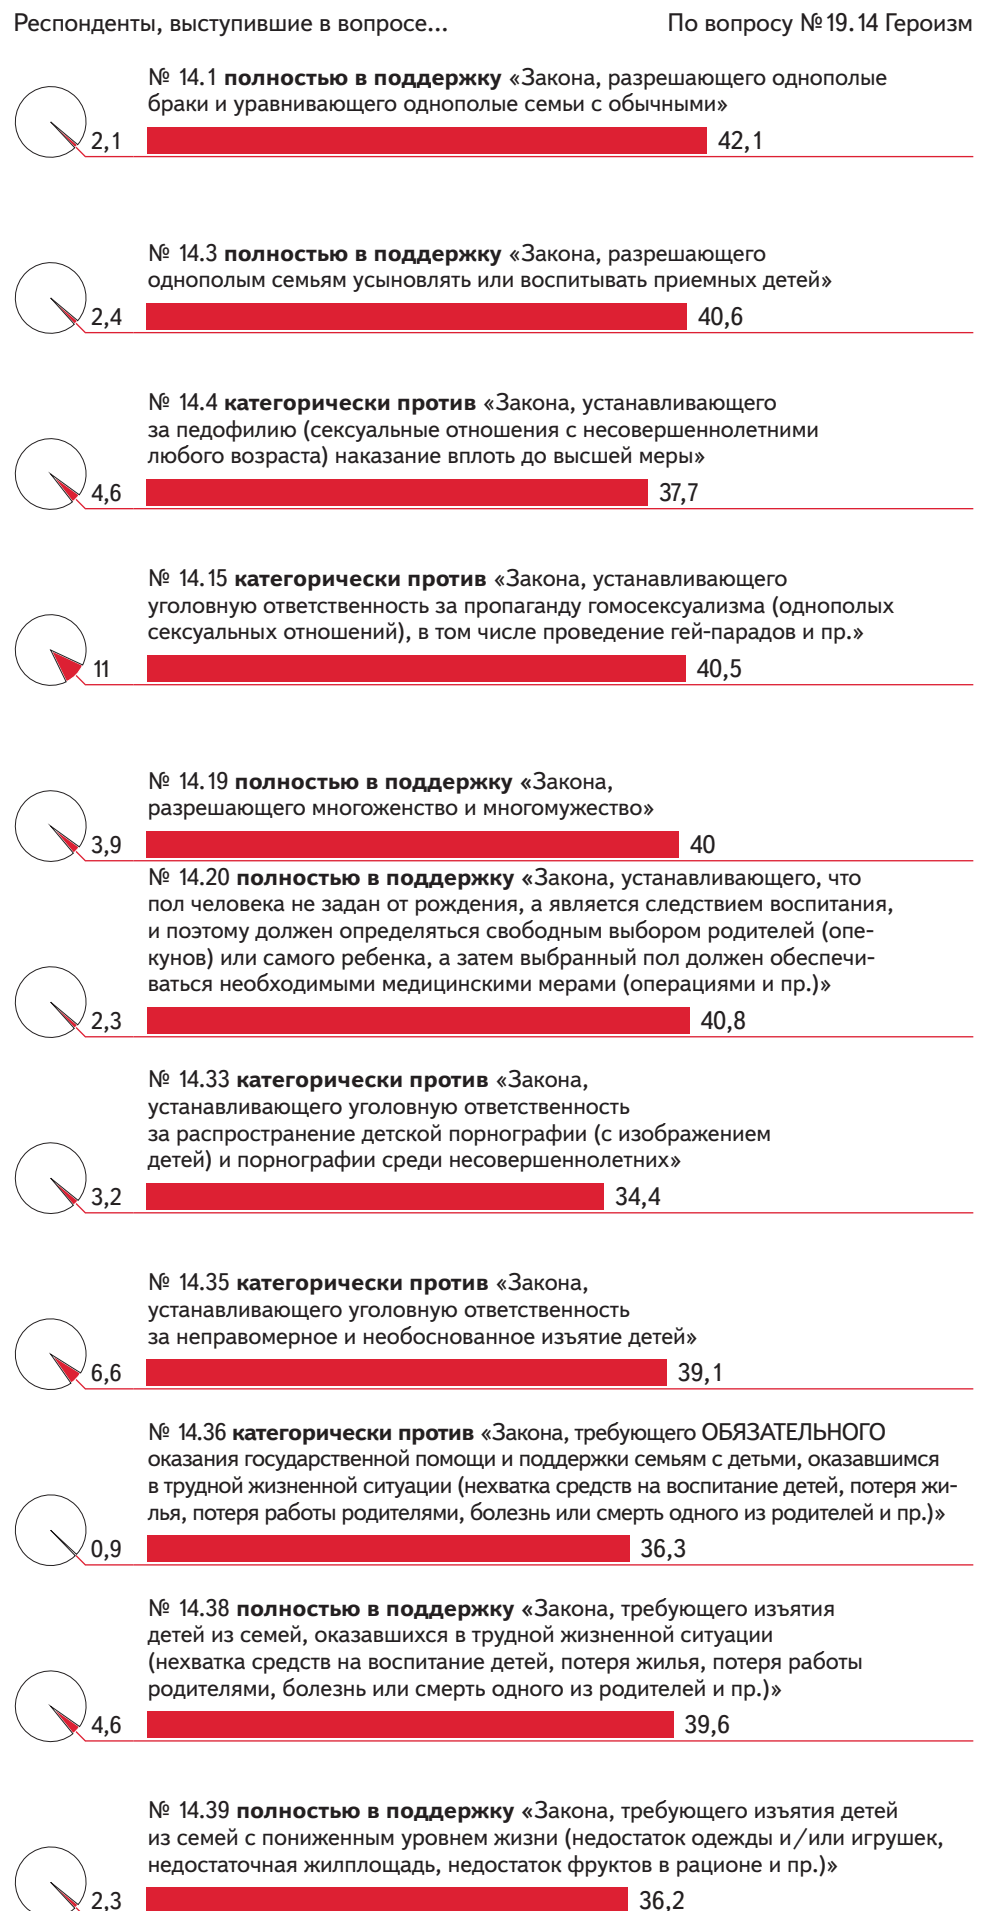 Респонденты, выступившие в вопросе... По вопросу № 19.14 Героизм
№ 14.1 полностью в поддержку «Закона, разрешающего однополые
браки и уравнивающего однополые семьи с обычными»
2,1 42,1
№ 14.3 полностью в поддержку «Закона, разрешающего
однополым семьям усыновлять или воспитывать приемных детей»
2,4 40,6
№ 14.4 категорически против «Закона, устанавливающего
за педофилию (сексуальные отношения с несовершеннолетними
любого возраста) наказание вплоть до высшей меры»
4,6 37,7
№ 14.15 категорически против «Закона, устанавливающего
уголовную ответственность за пропаганду гомосексуализма (однополых
сексуальных отношений), в том числе проведение гей-парадов и пр.»
11 40,5
№ 14.19 полностью в поддержку «Закона,
разрешающего многоженство и многомужество»
3,9 40
№ 14.20 полностью в поддержку «Закона, устанавливающего, что
пол человека не задан от рождения, а является следствием воспитания,
и поэтому должен определяться свободным выбором родителей (опе-
кунов) или самого ребенка, а затем выбранный пол должен обеспечи-
ваться необходимыми медицинскими мерами (операциями и пр.)»
2,3 40,8
№ 14.33 категорически против «Закона,
устанавливающего уголовную ответственность
за распространение детской порнографии (с изображением
детей) и порнографии среди несовершеннолетних»
3,2 34,4
№ 14.35 категорически против «Закона,
устанавливающего уголовную ответственность
за неправомерное и необоснованное изъятие детей»
6,6 39,1
№ 14.36 категорически против «Закона, требующего ОБЯЗАТЕЛЬНОГО
оказания государственной помощи и поддержки семьям с детьми, оказавшимся
в трудной жизненной ситуации (нехватка средств на воспитание детей, потеря жи-
лья, потеря работы родителями, болезнь или смерть одного из родителей и пр.)»
0,9 36,3
№ 14.38 полностью в поддержку «Закона, требующего изъятия
детей из семей, оказавшихся в трудной жизненной ситуации
(нехватка средств на воспитание детей, потеря жилья, потеря работы
родителями, болезнь или смерть одного из родителей и пр.)»
4,6 39,6
№ 14.39 полностью в поддержку «Закона, требующего изъятия детей
из семей с пониженным уровнем жизни (недостаток одежды и/или игрушек,
недостаточная жилплощадь, недостаток фруктов в рационе и пр.)»
2,3 36,2